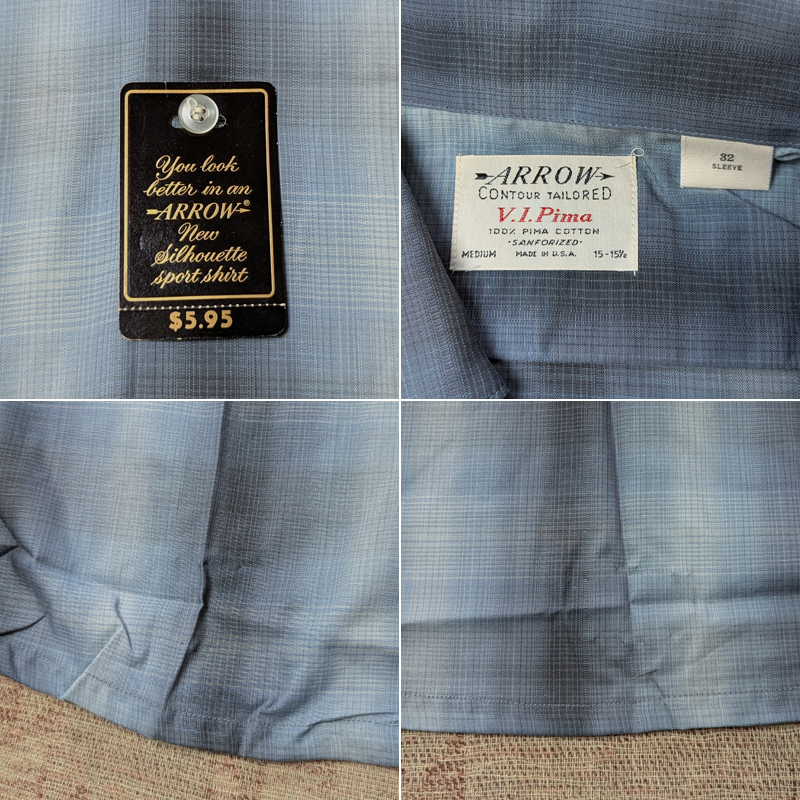 You look
better in an
ARROW®
New
Silhouette
sport shirt
$5.95
ARROW
CONTOUR TAILORED
V.I.Pima
100% PIMA COTTON
·SANFORIZED·
MEDIUM MADE IN U.S.A. 15-15½
32
SLEEVE